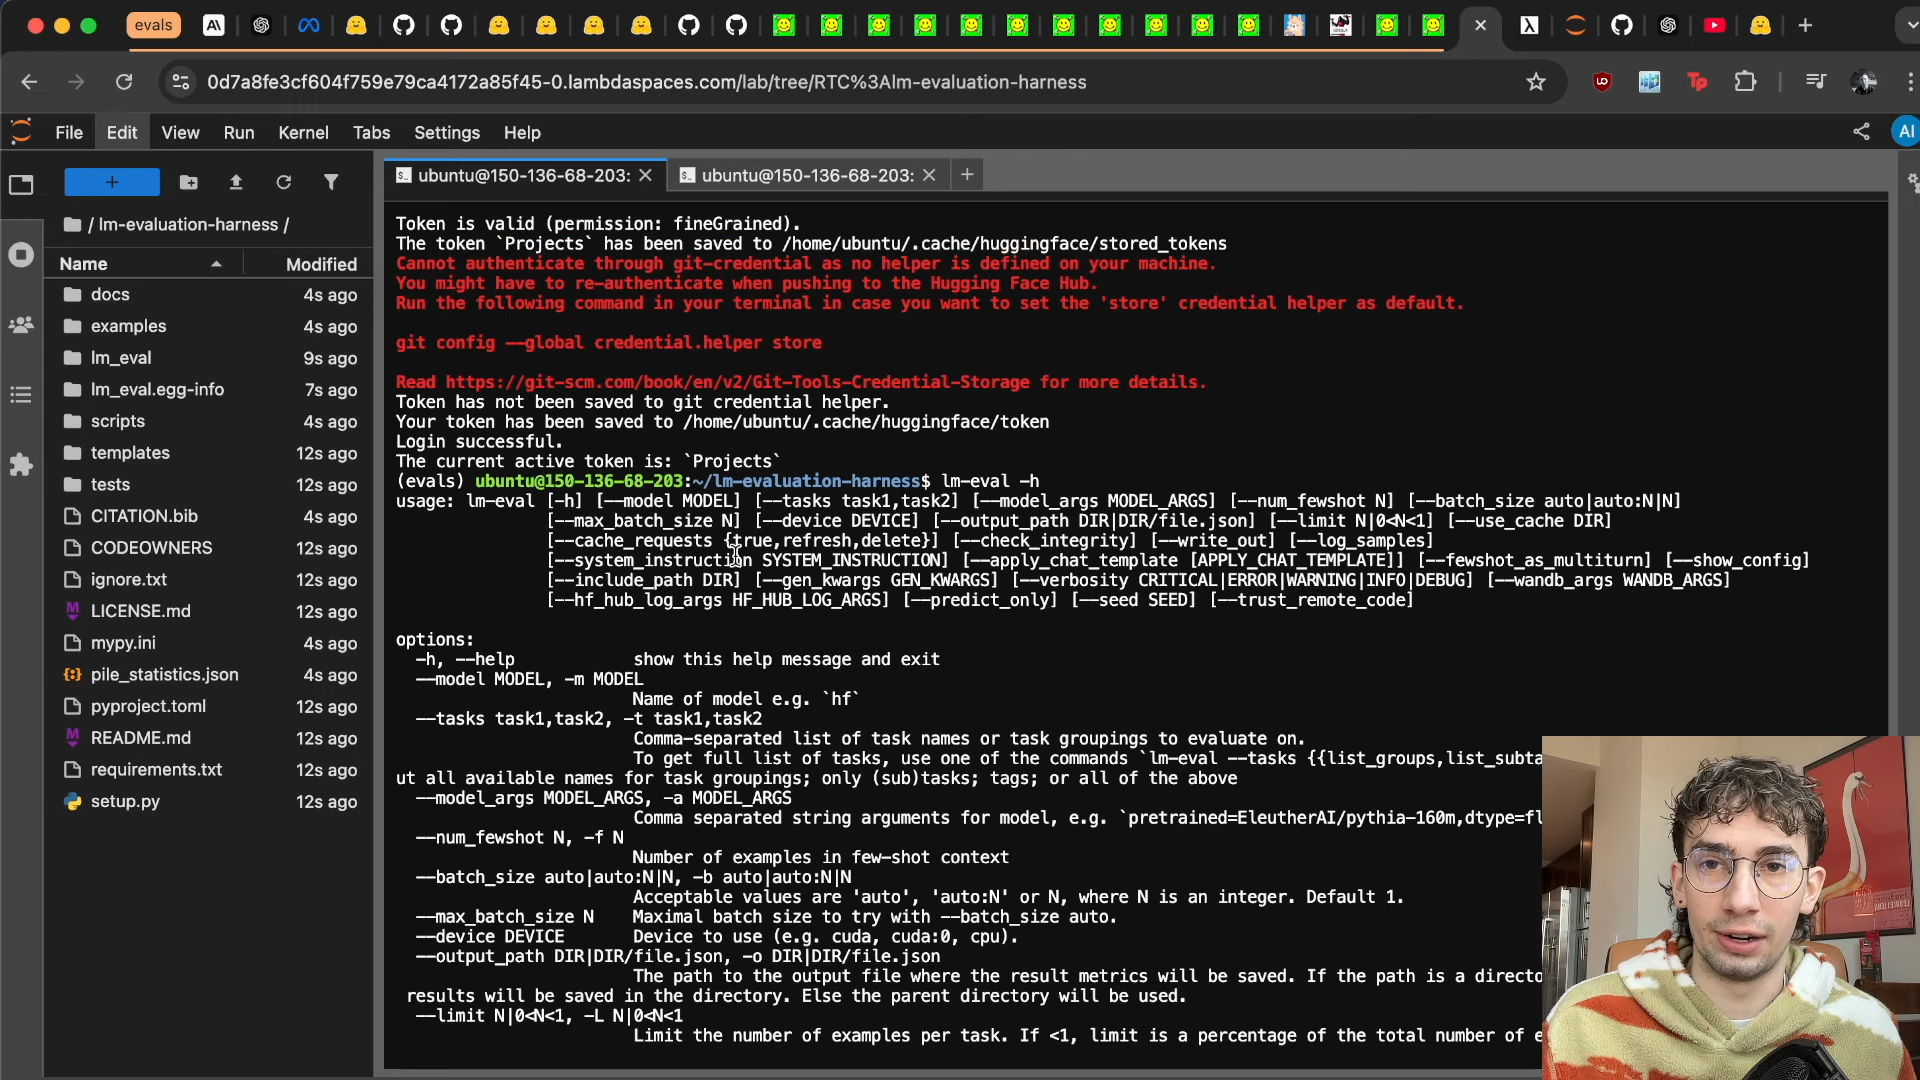 evals
0d7a8fe3cf604f759e79ca4172a85f45-0.lambdaspaces.com/lab/tree/RTC%3Alm-evaluation-harness
File Edit View Run Kernel Tabs Settings Help
AI
ubuntu@150-136-68-203: ubuntu@150-136-68-203:
/ lm-evaluation-harness /
Name Modified
docs 4s ago
examples 4s ago
lm_eval 9s ago
lm_eval.egg-info 7s ago
scripts 4s ago
templates 12s ago
tests 12s ago
CITATION.bib 4s ago
CODEOWNERS 12s ago
ignore.txt 12s ago
LICENSE.md 12s ago
mypy.ini 4s ago
pile_statistics.json 4s ago
pyproject.toml 12s ago
README.md 12s ago
requirements.txt 12s ago
setup.py 12s ago
Token is valid (permission: fineGrained).
The token `Projects` has been saved to /home/ubuntu/.cache/huggingface/stored_tokens
Cannot authenticate through git-credential as no helper is defined on your machine.
You might have to re-authenticate when pushing to the Hugging Face Hub.
Run the following command in your terminal in case you want to set the 'store' credential helper as default.
git config --global credential.helper store
Read https://git-scm.com/book/en/v2/Git-Tools-Credential-Storage for more details.
Token has not been saved to git credential helper.
Your token has been saved to /home/ubuntu/.cache/huggingface/token
Login successful.
The current active token is: `Projects`
(evals) ubuntu@150-136-68-203:~/lm-evaluation-harness$ lm-eval -h
usage: lm-eval [-h] [--model MODEL] [--tasks task1,task2] [--model_args MODEL_ARGS] [--num_fewshot N] [--batch_size auto|auto:N|N]
[--max_batch_size N] [--device DEVICE] [--output_path DIR|DIR/file.json] [--limit N|0<N<1] [--use_cache DIR]
[--cache_requests {true,refresh,delete}] [--check_integrity] [--write_out] [--log_samples]
[--system_instruction SYSTEM_INSTRUCTION] [--apply_chat_template [APPLY_CHAT_TEMPLATE]] [--fewshot_as_multiturn] [--show_config]
[--include_path DIR] [--gen_kwargs GEN_KWARGS] [--verbosity CRITICAL|ERROR|WARNING|INFO|DEBUG] [--wandb_args WANDB_ARGS]
[--hf_hub_log_args HF_HUB_LOG_ARGS] [--predict_only] [--seed SEED] [--trust_remote_code]
options:
-h, --help show this help message and exit
--model MODEL, -m MODEL
Name of model e.g. `hf`
--tasks task1,task2, -t task1,task2
Comma-separated list of task names or task groupings to evaluate on.
To get full list of tasks, use one of the commands `lm-eval --tasks {{list_groups,list_subta
ut all available names for task groupings; only (sub)tasks; tags; or all of the above
--model_args MODEL_ARGS, -a MODEL_ARGS
Comma separated string arguments for model, e.g. `pretrained=EleutherAI/pythia-160m,dtype=fl
--num_fewshot N, -f N
Number of examples in few-shot context
--batch_size auto|auto:N|N, -b auto|auto:N|N
Acceptable values are 'auto', 'auto:N' or N, where N is an integer. Default 1.
--max_batch_size N Maximal batch size to try with --batch_size auto.
--device DEVICE Device to use (e.g. cuda, cuda:0, cpu).
--output_path DIR|DIR/file.json, -o DIR|DIR/file.json
The path to the output file where the result metrics will be saved. If the path is a directo
results will be saved in the directory. Else the parent directory will be used.
--limit N|0<N<1, -L N|0<N<1
Limit the number of examples per task. If <1, limit is a percentage of the total number of e